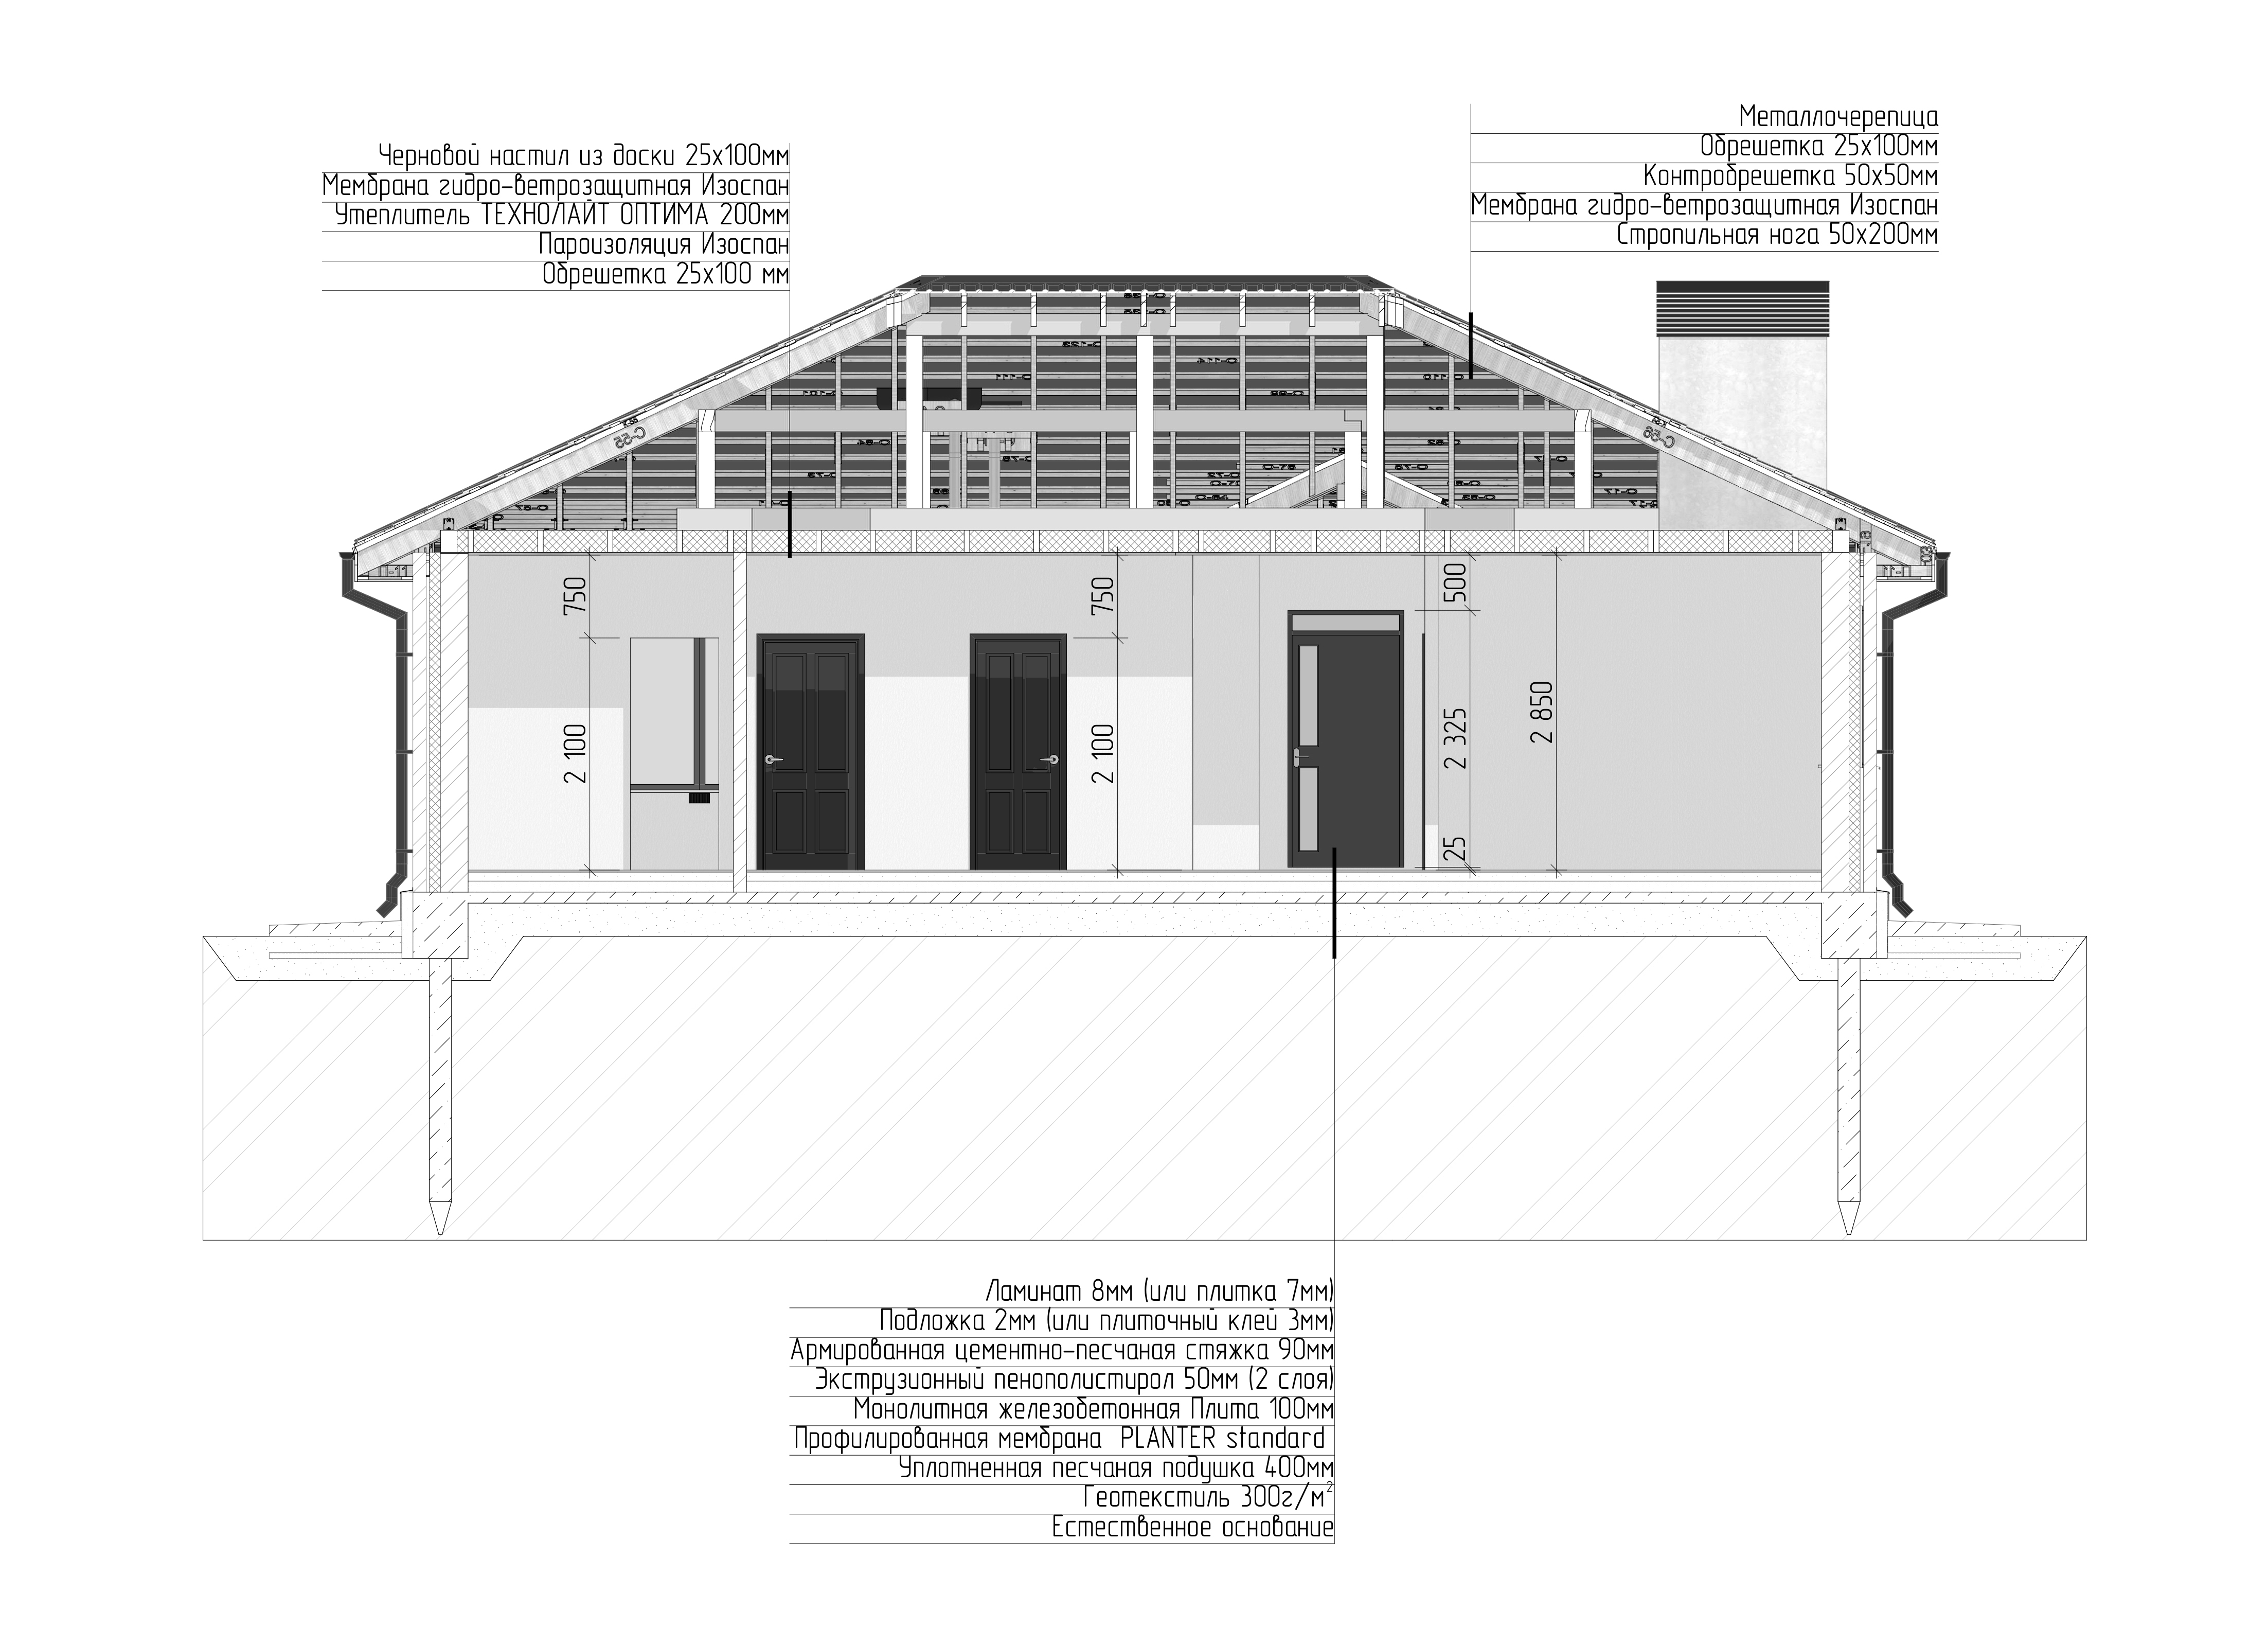 Металлочерепица
Обрешетка 25х100мм
Контробрешетка 50х50мм
Мембрана гидро-ветрозащитная Изоспан
Стропильная нога 50х200мм
Черновой настил из доски 25х100мм
Мембрана гидро-ветрозащитная Изоспан
Утеплитель ТЕХНОЛАЙТ ОПТИМА 200мм
Пароизоляция Изоспан
Обрешетка 25х100 мм
С-55
С-56
750
750
500
2 100
2 100
2 325
2 850
25
Ламинат 8мм (или плитка 7мм)
Подложка 2мм (или плиточный клей 3мм)
Армированная цементно-песчаная стяжка 90мм
Экструзионный пенополистирол 50мм (2 слоя)
Монолитная железобетонная Плита 100мм
Профилированная мембрана PLANTER standard
Уплотненная песчаная подушка 400мм
Геотекстиль 300г/м²
Естественное основание